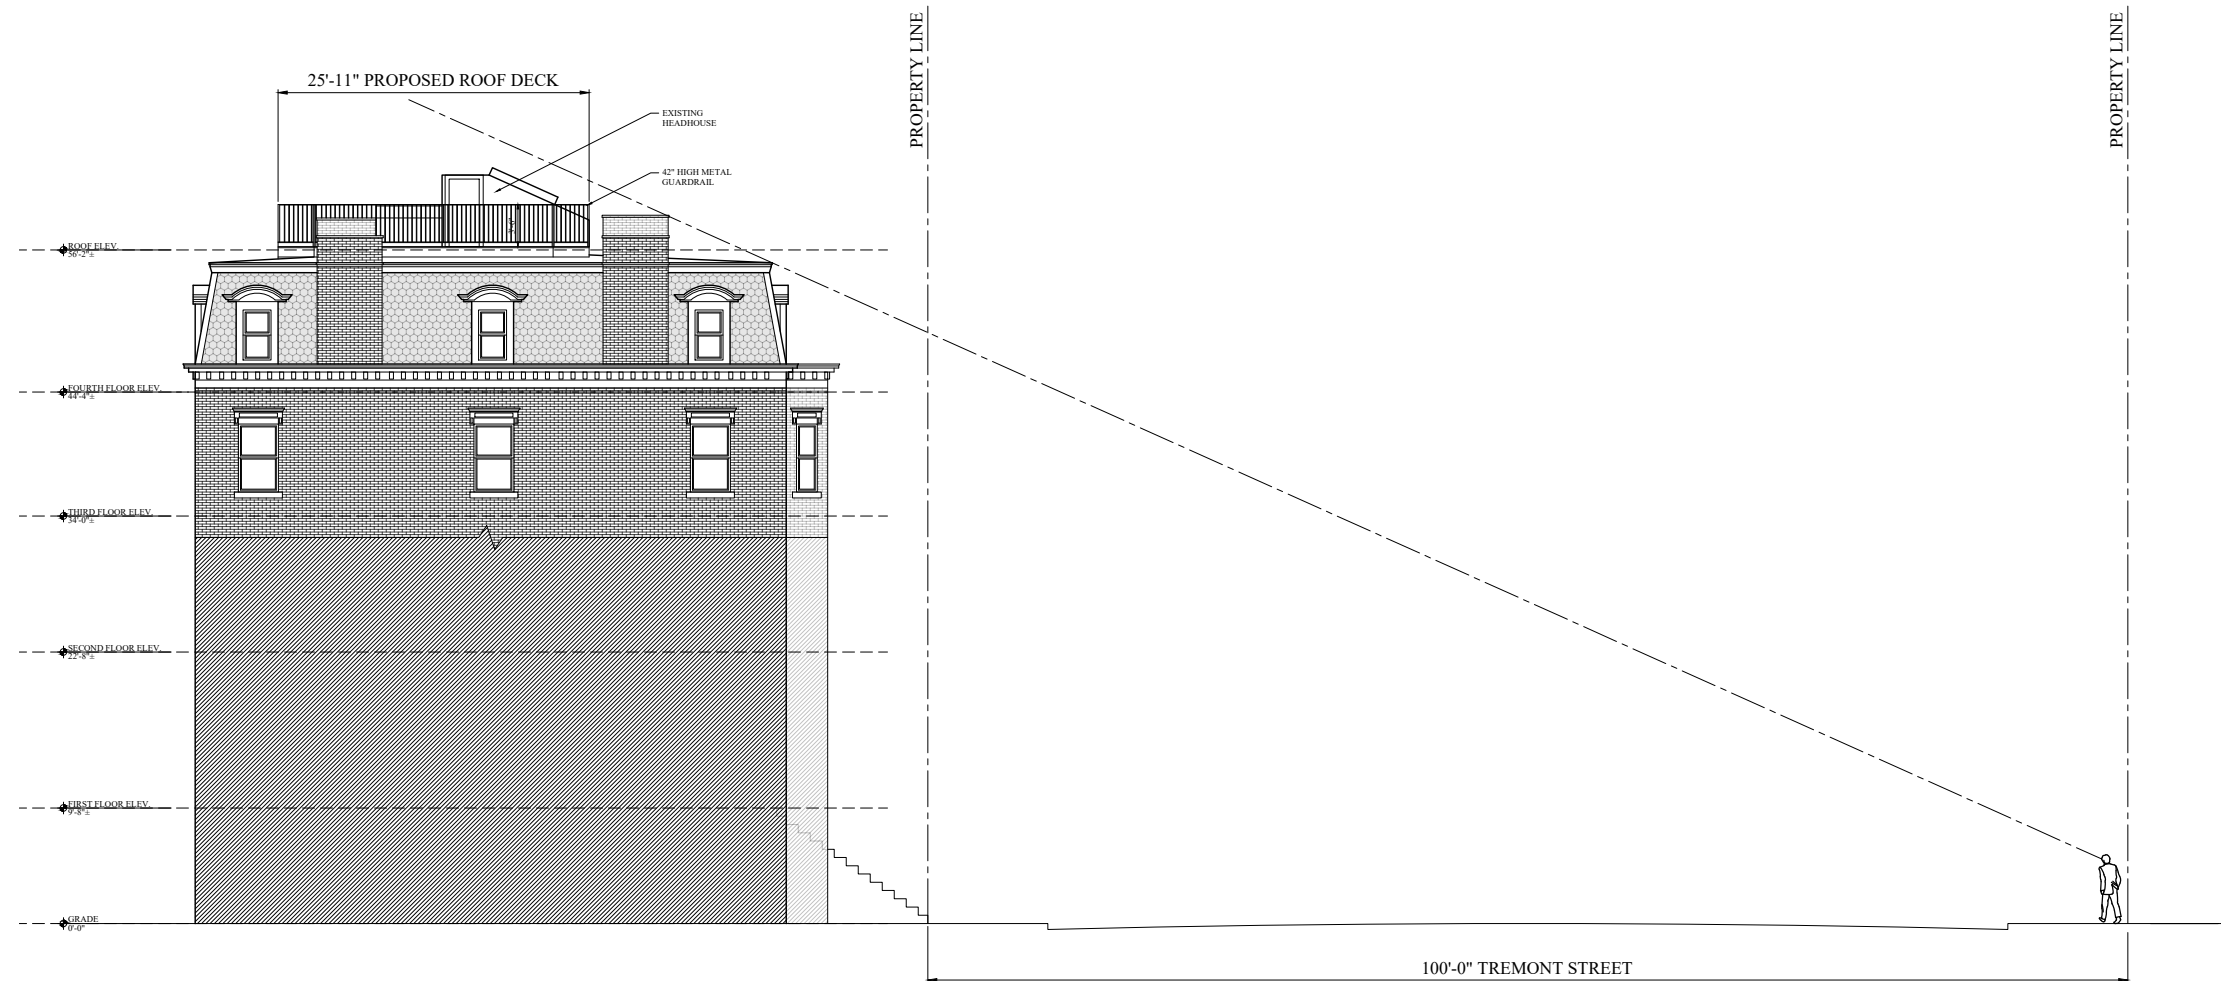 PROPERTY LINE
PROPERTY LINE
25'-11" PROPOSED ROOF DECK
EXISTING
HEADHOUSE
42" HIGH METAL
GUARDRAIL
3'-6"
ROOF ELEV.
56'-2"±
FOURTH FLOOR ELEV.
44'-4"±
THIRD FLOOR ELEV.
34'-0"±
SECOND FLOOR ELEV.
22'-8"±
FIRST FLOOR ELEV.
9'-8"±
GRADE
0'-0"
100'-0" TREMONT STREET